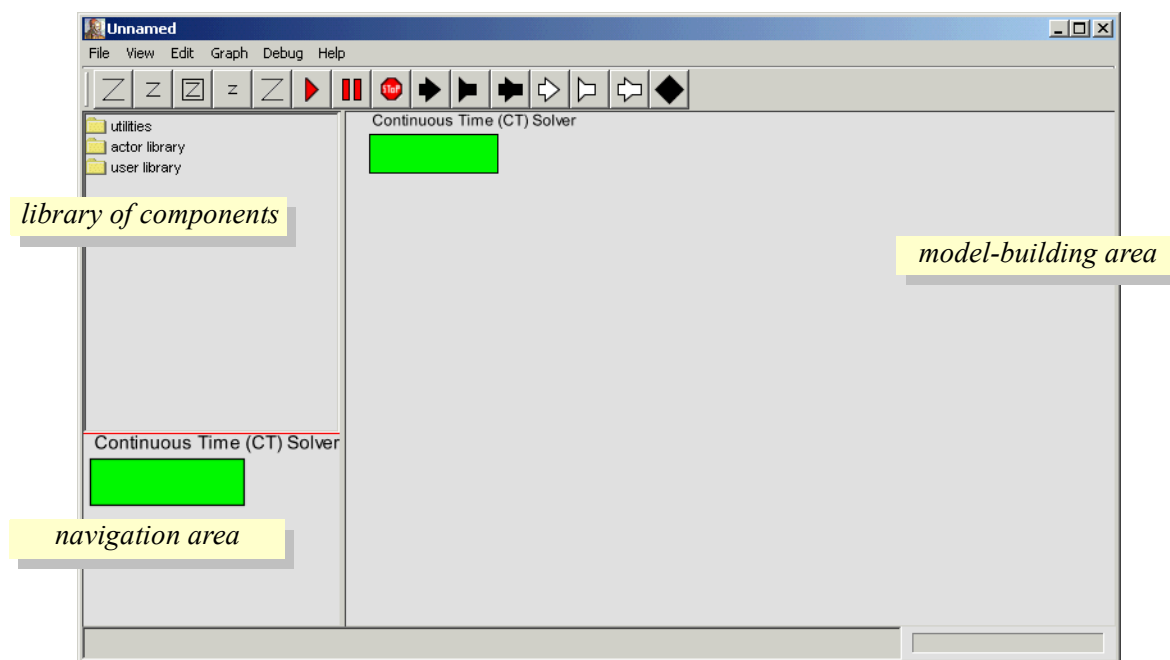 Unnamed
File View Edit Graph Debug Help
Z Z Z Z Z STOP
utilities
actor library
user library
Continuous Time (CT) Solver
library of components
model-building area
Continuous Time (CT) Solver
navigation area